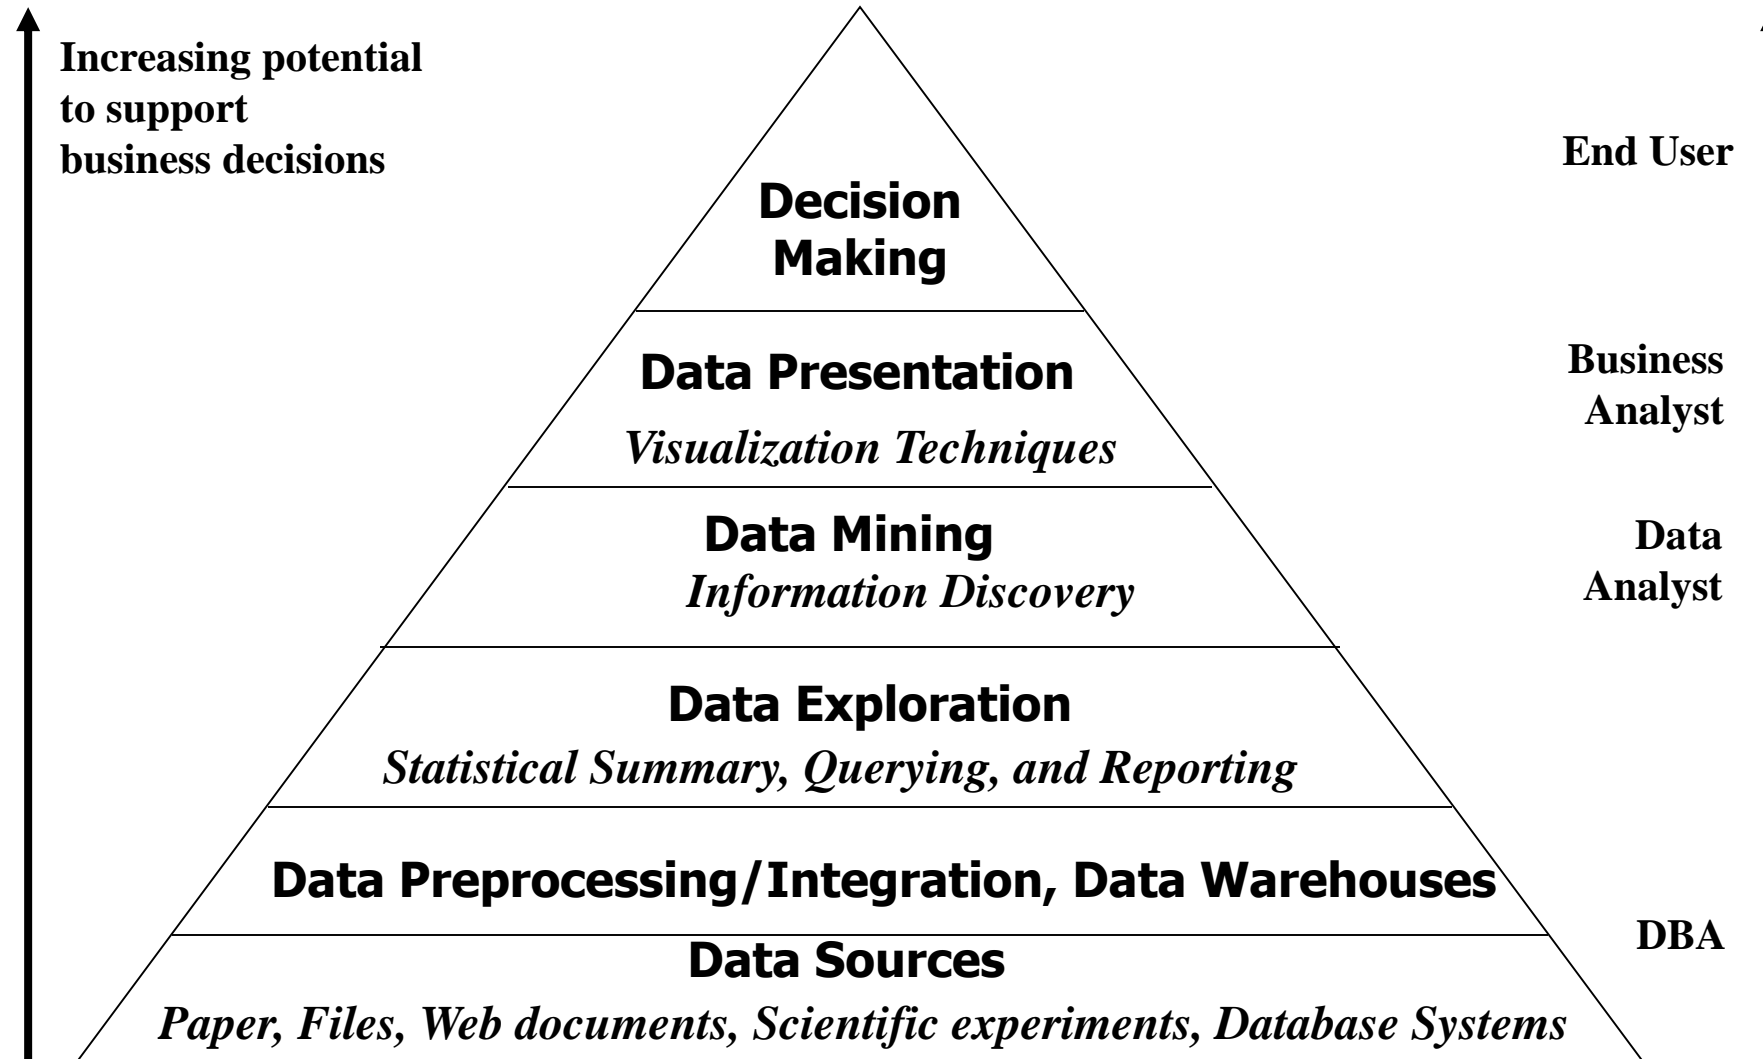 Increasing potential
to support
business decisions
End User
Decision
Making
Data Presentation
Visualization Techniques
Business
Analyst
Data Mining
Information Discovery
Data
Analyst
Data Exploration
Statistical Summary, Querying, and Reporting
Data Preprocessing/Integration, Data Warehouses
DBA
Data Sources
Paper, Files, Web documents, Scientific experiments, Database Systems